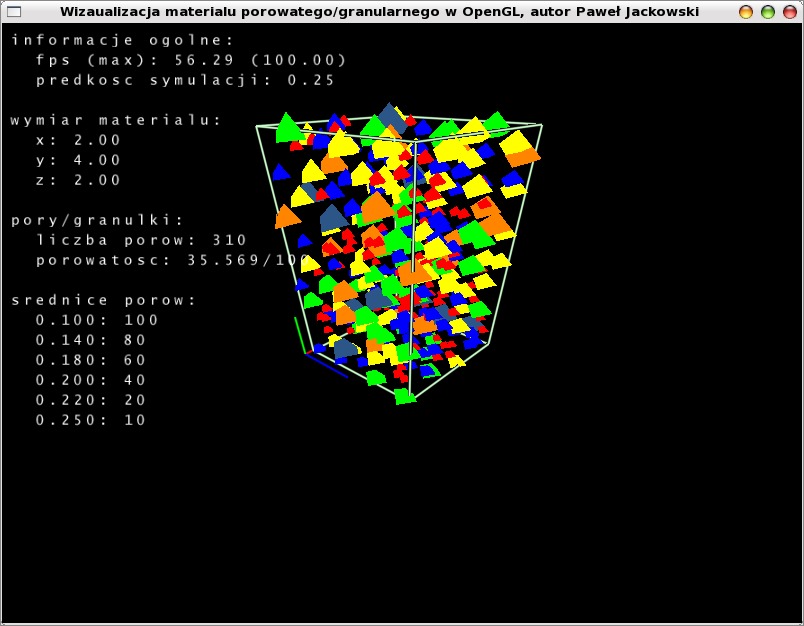 Wizaualizacja materialu porowatego/granularnego w OpenGL, autor Paweł Jackowski
informacje ogolne:
fps (max): 56.29 (100.00)
predkosc symulacji: 0.25
wymiar materialu:
x: 2.00
y: 4.00
z: 2.00
pory/granulki:
liczba porow: 310
porowatosc: 35.569/100
srednice porow:
0.100: 100
0.140: 80
0.180: 60
0.200: 40
0.220: 20
0.250: 10